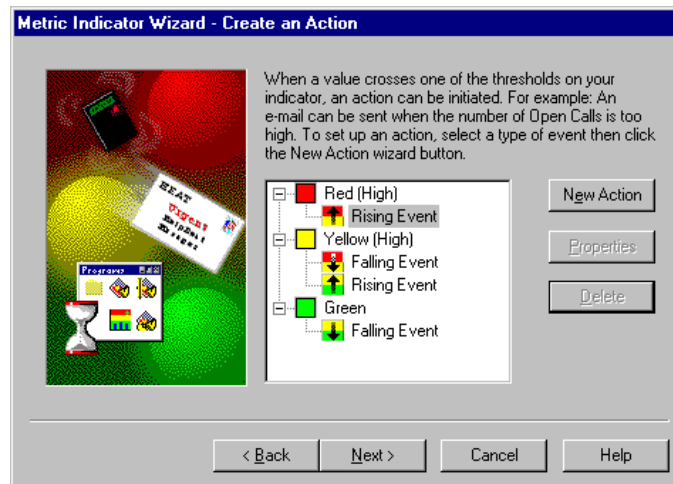 Metric Indicator Wizard - Create an Action
When a value crosses one of the thresholds on your
indicator, an action can be initiated. For example: An
e-mail can be sent when the number of Open Calls is too
high. To set up an action, select a type of event then click
the New Action wizard button.
HEAT
Urgent
HelpDesk
Manager
Programs
Red (High)
Rising Event
Yellow (High)
Falling Event
Rising Event
Green
Falling Event
New Action
Properties
Delete
< Back
Next >
Cancel
Help